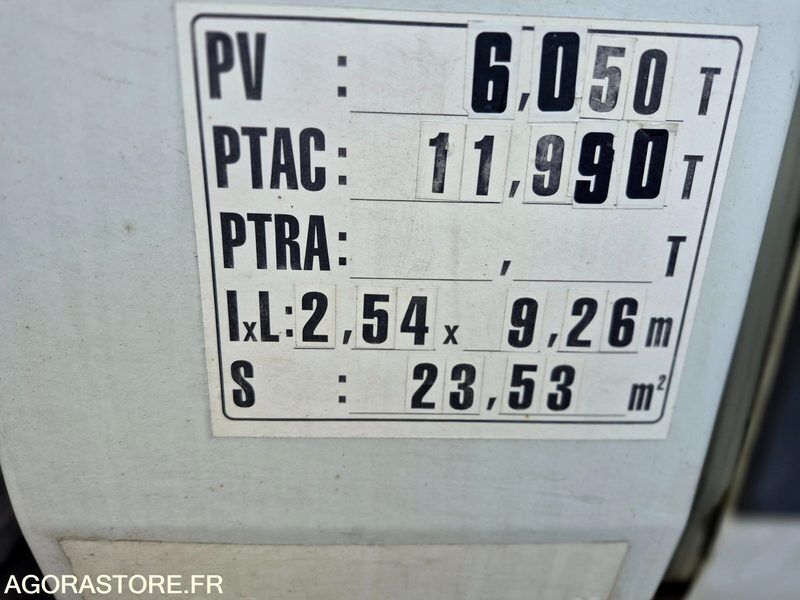 PV : 6,050 T
PTAC: 11,990 T
PTRA: , T
lxL: 2,54 x 9,26 m
S : 23,53 m²
AGORASTORE.FR